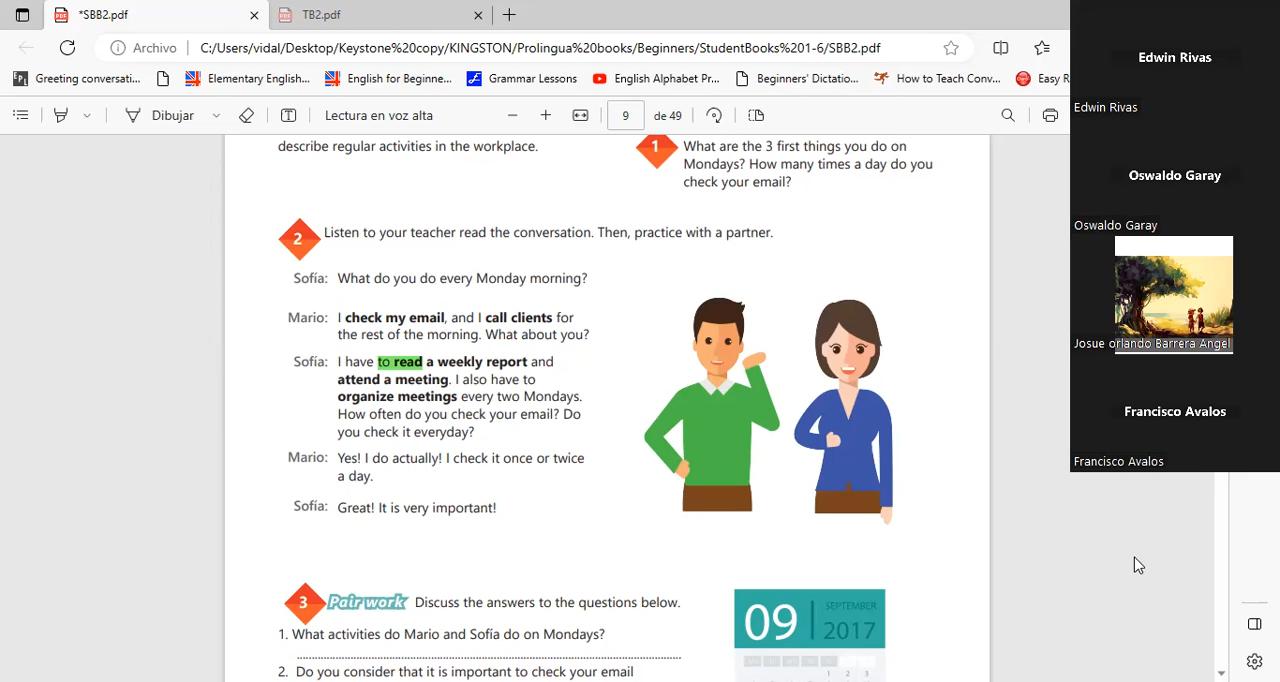 *SBB2.pdf
TB2.pdf
Archivo
C:/Users/vidal/Desktop/Keystone%20copy/KINGSTON/Prolingua%20books/Beginners/StudentBooks%201-6/SBB2.pdf
Greeting conversati...
Elementary English...
English for Beginne...
Grammar Lessons
English Alphabet Pr...
Beginners' Dictatio...
How to Teach Conv...
Easy R
Dibujar
Lectura en voz alta
9
de 49
describe regular activities in the workplace.
1
What are the 3 first things you do on
Mondays? How many times a day do you
check your email?
2
Listen to your teacher read the conversation. Then, practice with a partner.
Sofía: What do you do every Monday morning?
Mario: I check my email, and I call clients for
the rest of the morning. What about you?
Sofía: I have to read a weekly report and
attend a meeting. I also have to
organize meetings every two Mondays.
How often do you check your email? Do
you check it everyday?
Mario: Yes! I do actually! I check it once or twice
a day.
Sofía: Great! It is very important!
3
Pair work Discuss the answers to the questions below.
1. What activities do Mario and Sofía do on Mondays?
2. Do you consider that it is important to check your email
09
SEPTEMBER
2017
1 2 3
Edwin Rivas
Edwin Rivas
Oswaldo Garay
Oswaldo Garay
Josue orlando Barrera Angel
Francisco Avalos
Francisco Avalos